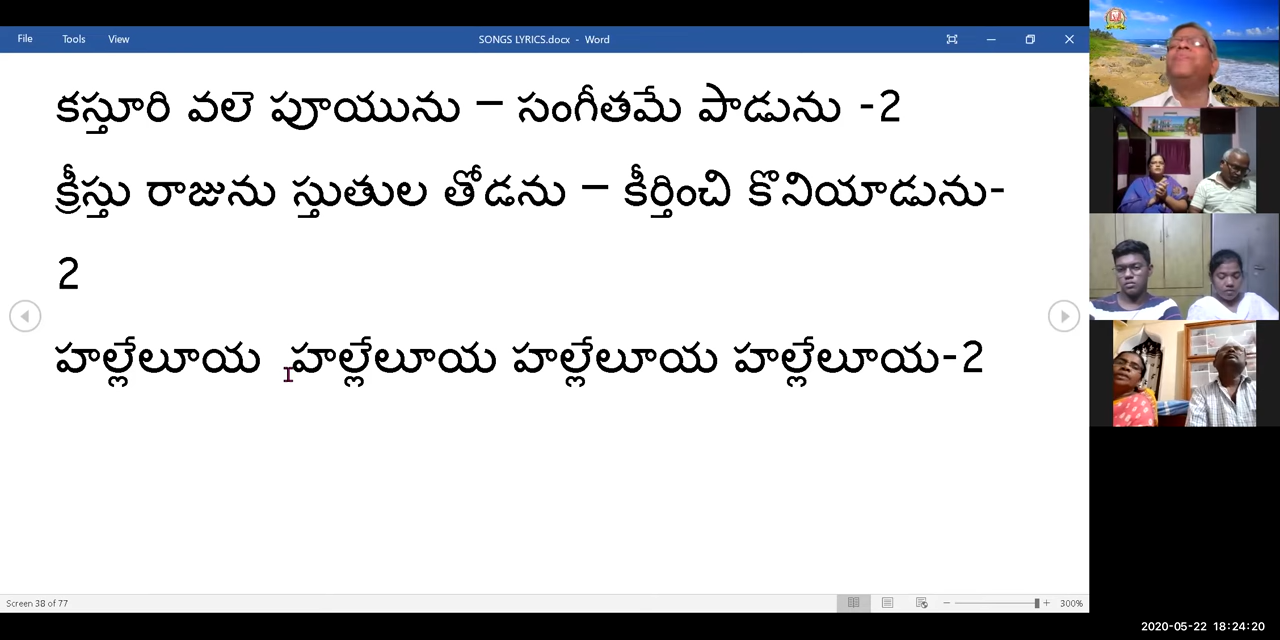 File Tools View SONGS LYRICS.docx - Word
కస్తూరి వలె పూయును – సంగీతమే పాడును -2
క్రీస్తు రాజును స్తుతుల తోడను – కీర్తించి కొనియాడును-
2
హల్లేలూయ హల్లేలూయ హల్లేలూయ హల్లేలూయ-2
Screen 38 of 77 300%
2020-05-22 18:24:20